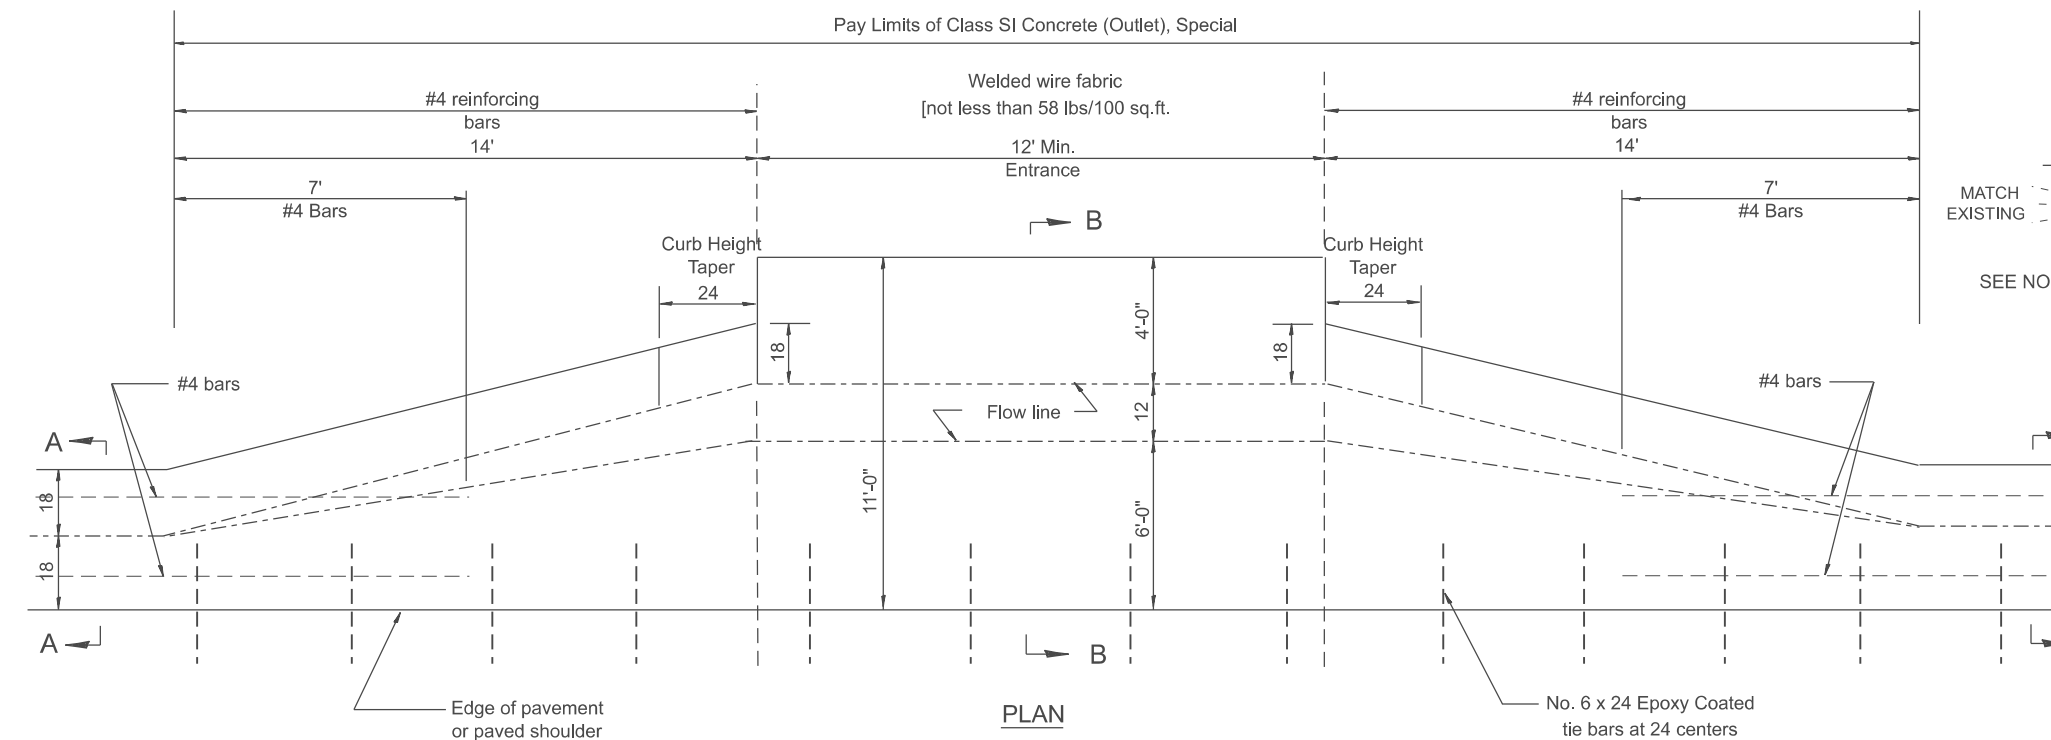 Pay Limits of Class SI Concrete (Outlet), Special
Welded wire fabric
[not less than 58 lbs/100 sq.ft.
#4 reinforcing
bars
14'
12' Min.
Entrance
#4 reinforcing
bars
14'
7'
#4 Bars
7'
#4 Bars
MATCH
EXISTING
B
Curb Height
Taper
24
Curb Height
Taper
24
SEE NO
4'-0"
18
18
#4 bars
#4 bars
Flow line
12
A
11'-0"
6'-0"
18
18
A
B
Edge of pavement
or paved shoulder
PLAN
No. 6 x 24 Epoxy Coated
tie bars at 24 centers